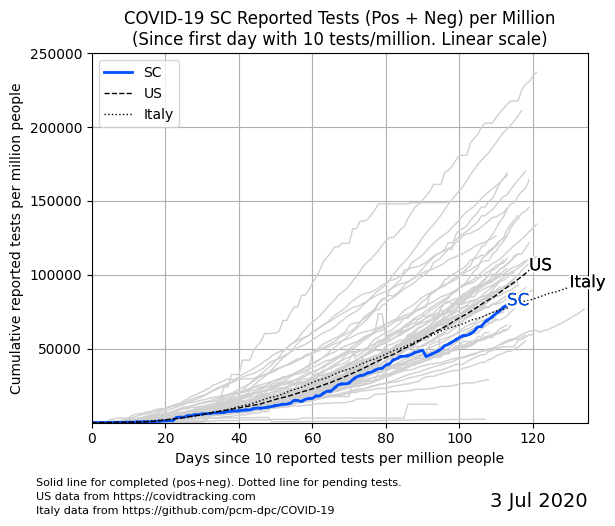 COVID-19 SC Reported Tests (Pos + Neg) per Million
(Since first day with 10 tests/million. Linear scale)
250000
200000
150000
100000
50000
Cumulative reported tests per million people
SC
US
Italy
US
Italy
SC
0
20
40
60
80
100
120
Days since 10 reported tests per million people
Solid line for completed (pos+neg). Dotted line for pending tests.
US data from https://covidtracking.com
Italy data from https://github.com/pcm-dpc/COVID-19
3 Jul 2020